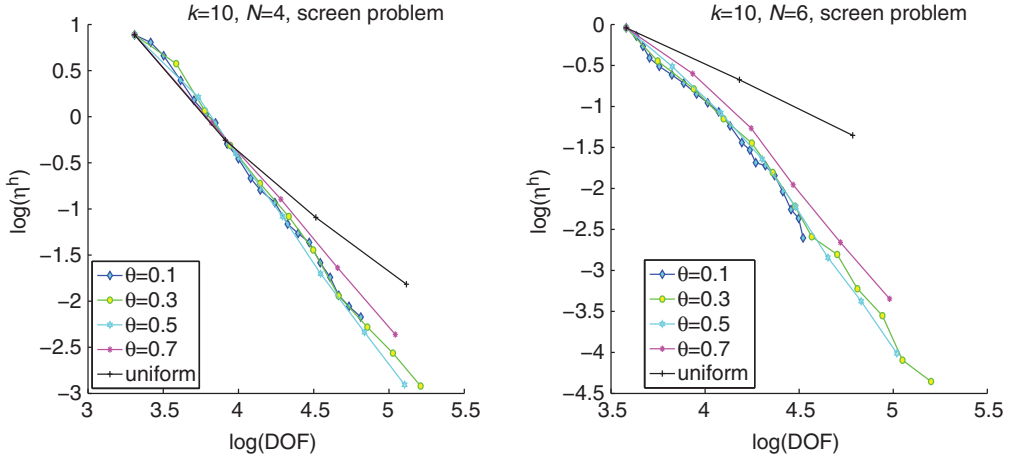 k=10, N=4, screen problem
1
0.5
0
−0.5
−1
−1.5
−2
−2.5
−3
log(η^h)
θ=0.1
θ=0.3
θ=0.5
θ=0.7
uniform
3
3.5
4
4.5
5
5.5
log(DOF)
k=10, N=6, screen problem
−0
−0.5
−1
−1.5
−2
−2.5
−3
−3.5
−4
−4.5
log(η^h)
θ=0.1
θ=0.3
θ=0.5
θ=0.7
uniform
3.5
4
4.5
5
5.5
log(DOF)